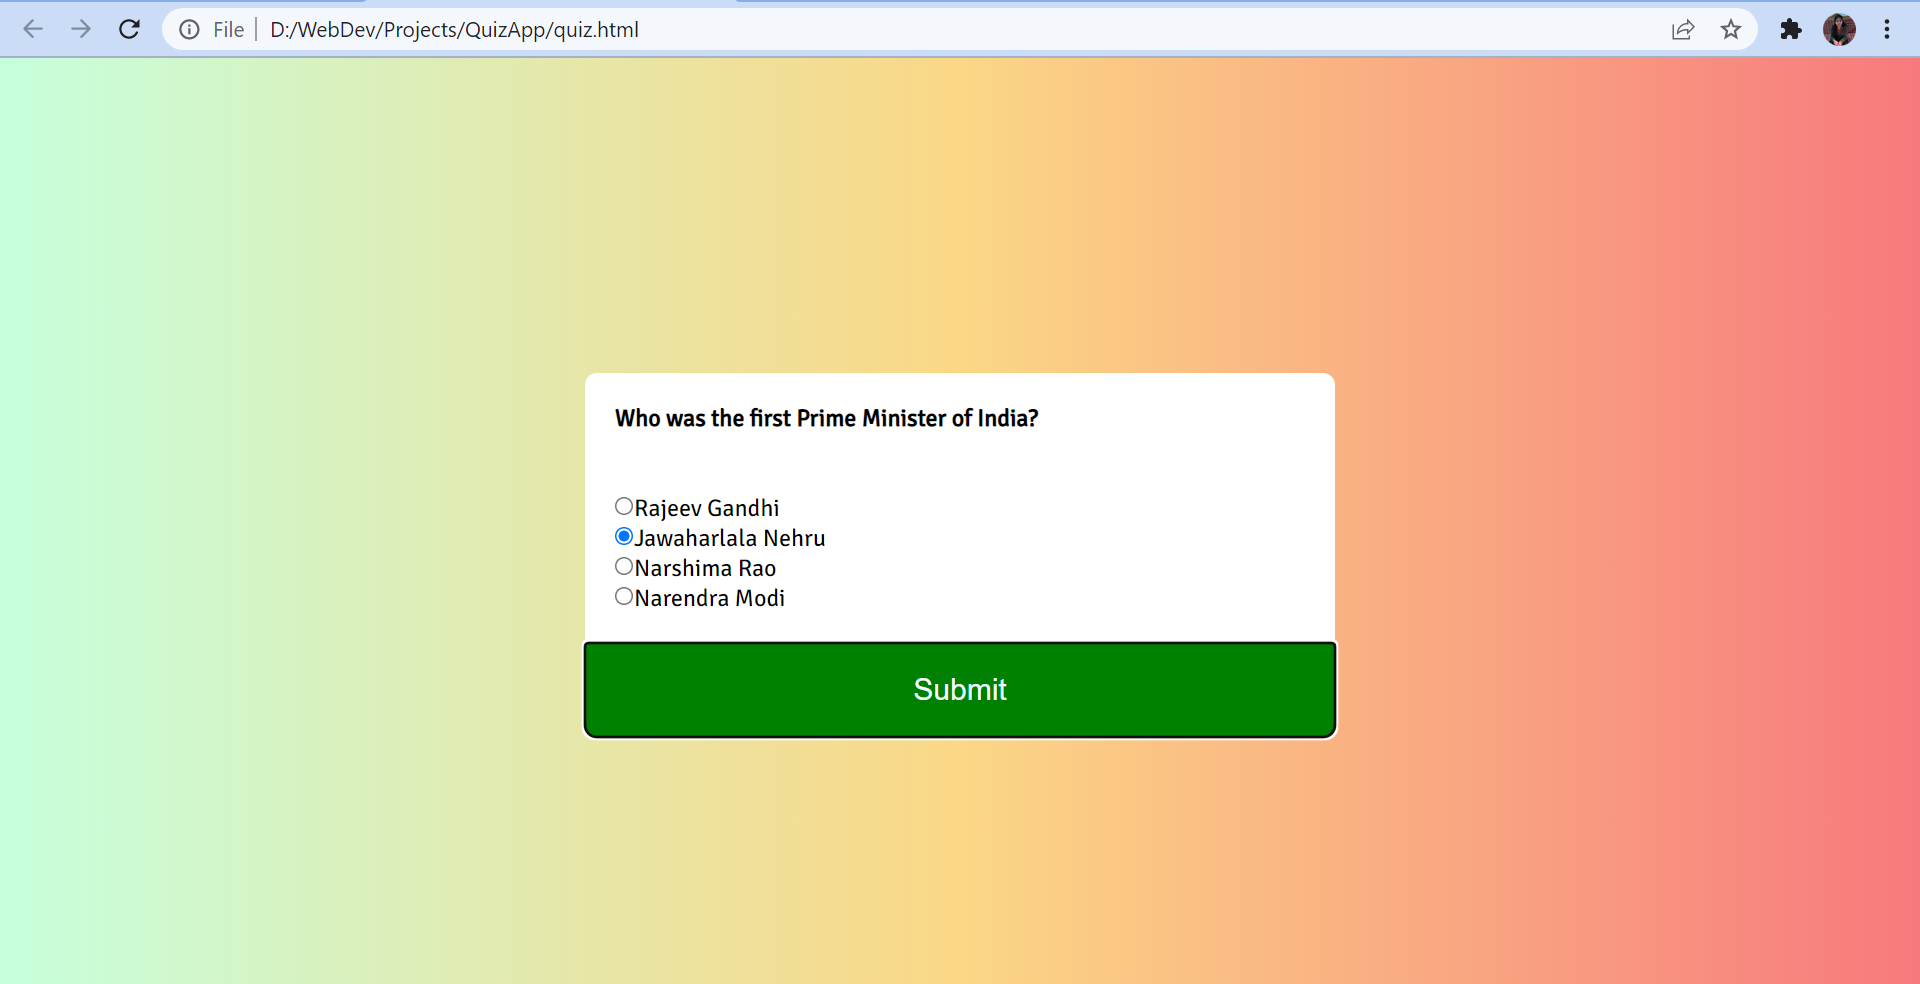 File D:/WebDev/Projects/QuizApp/quiz.html
Who was the first Prime Minister of India?
Rajeev Gandhi
Jawaharlala Nehru
Narshima Rao
Narendra Modi
Submit